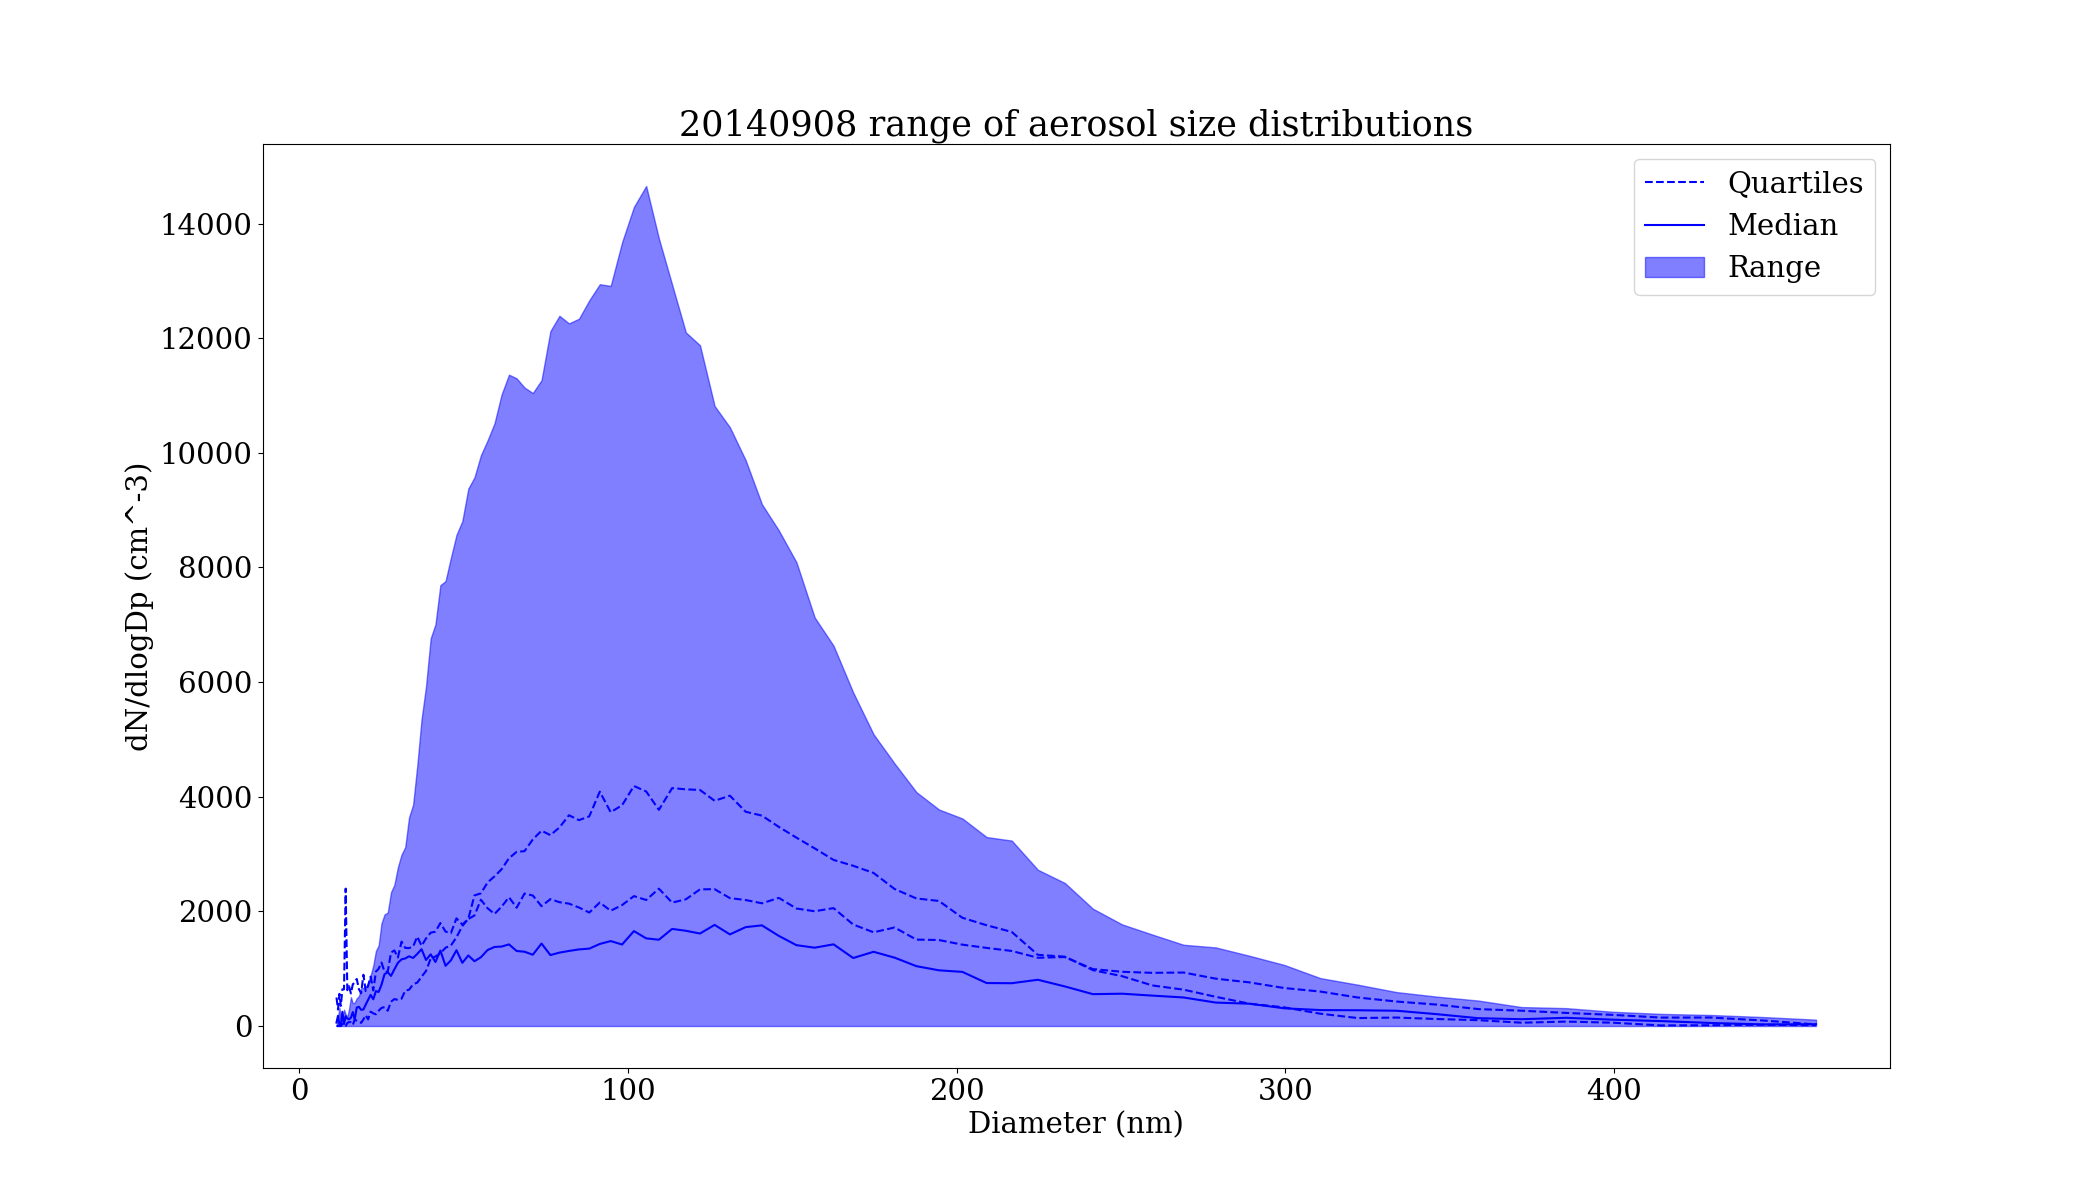 20140908 range of aerosol size distributions
Quartiles
Median
Range
14000
12000
10000
8000
6000
4000
2000
0
dN/dlogDp (cm^-3)
0 100 200 300 400
Diameter (nm)